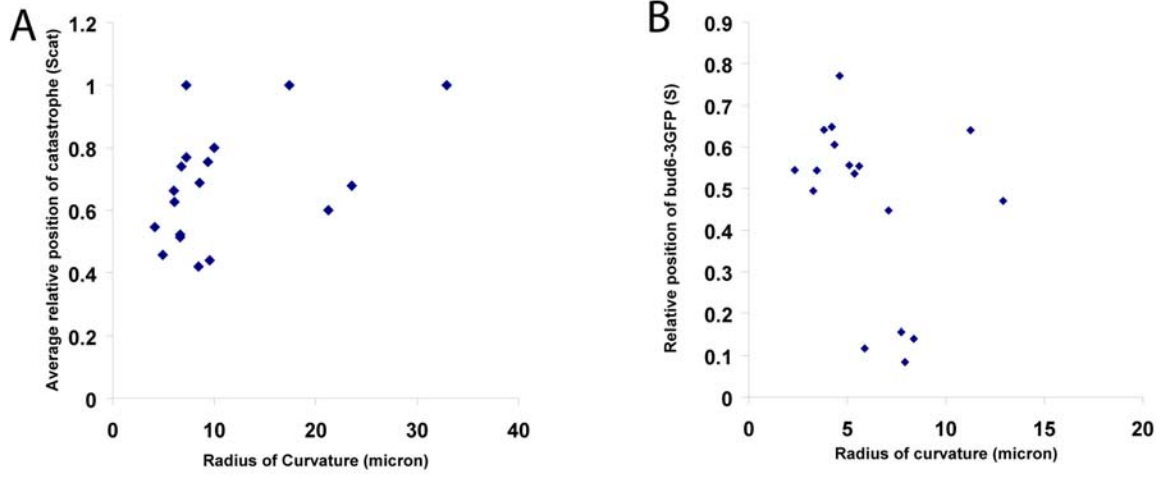 A
Average relative position of catastrophe (Scat)
1.2
1
0.8
0.6
0.4
0.2
0
0 10 20 30 40
Radius of Curvature (micron)
B
Relative position of bud6-3GFP (S)
0.9
0.8
0.7
0.6
0.5
0.4
0.3
0.2
0.1
0
0 5 10 15 20
Radius of curvature (micron)